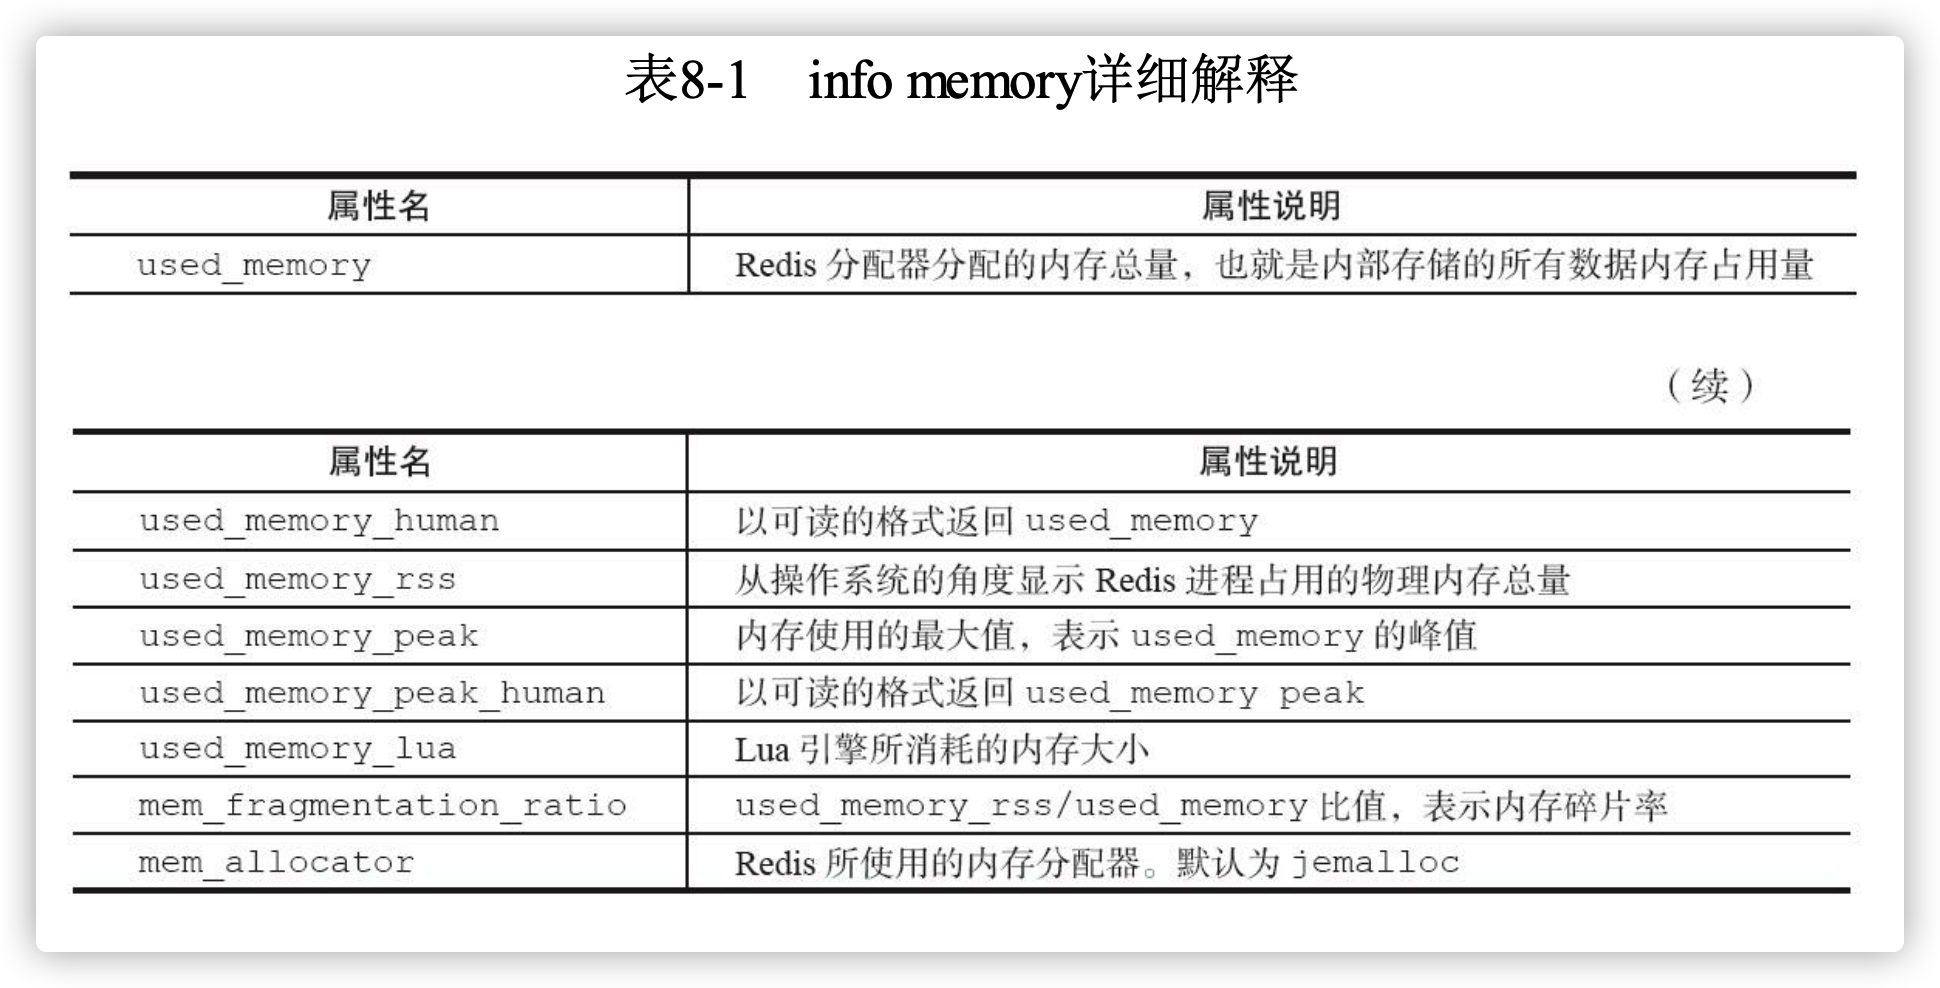 表8-1 info memory详细解释
属性名 属性说明
used_memory Redis 分配器分配的内存总量，也就是内部存储的所有数据内存占用量
（续）
属性名 属性说明
used_memory_human 以可读的格式返回 used_memory
used_memory_rss 从操作系统的角度显示 Redis 进程占用的物理内存总量
used_memory_peak 内存使用的最大值，表示 used_memory 的峰值
used_memory_peak_human 以可读的格式返回 used_memory peak
used_memory_lua Lua 引擎所消耗的内存大小
mem_fragmentation_ratio used_memory_rss/used_memory 比值，表示内存碎片率
mem_allocator Redis 所使用的内存分配器。默认为 jemalloc